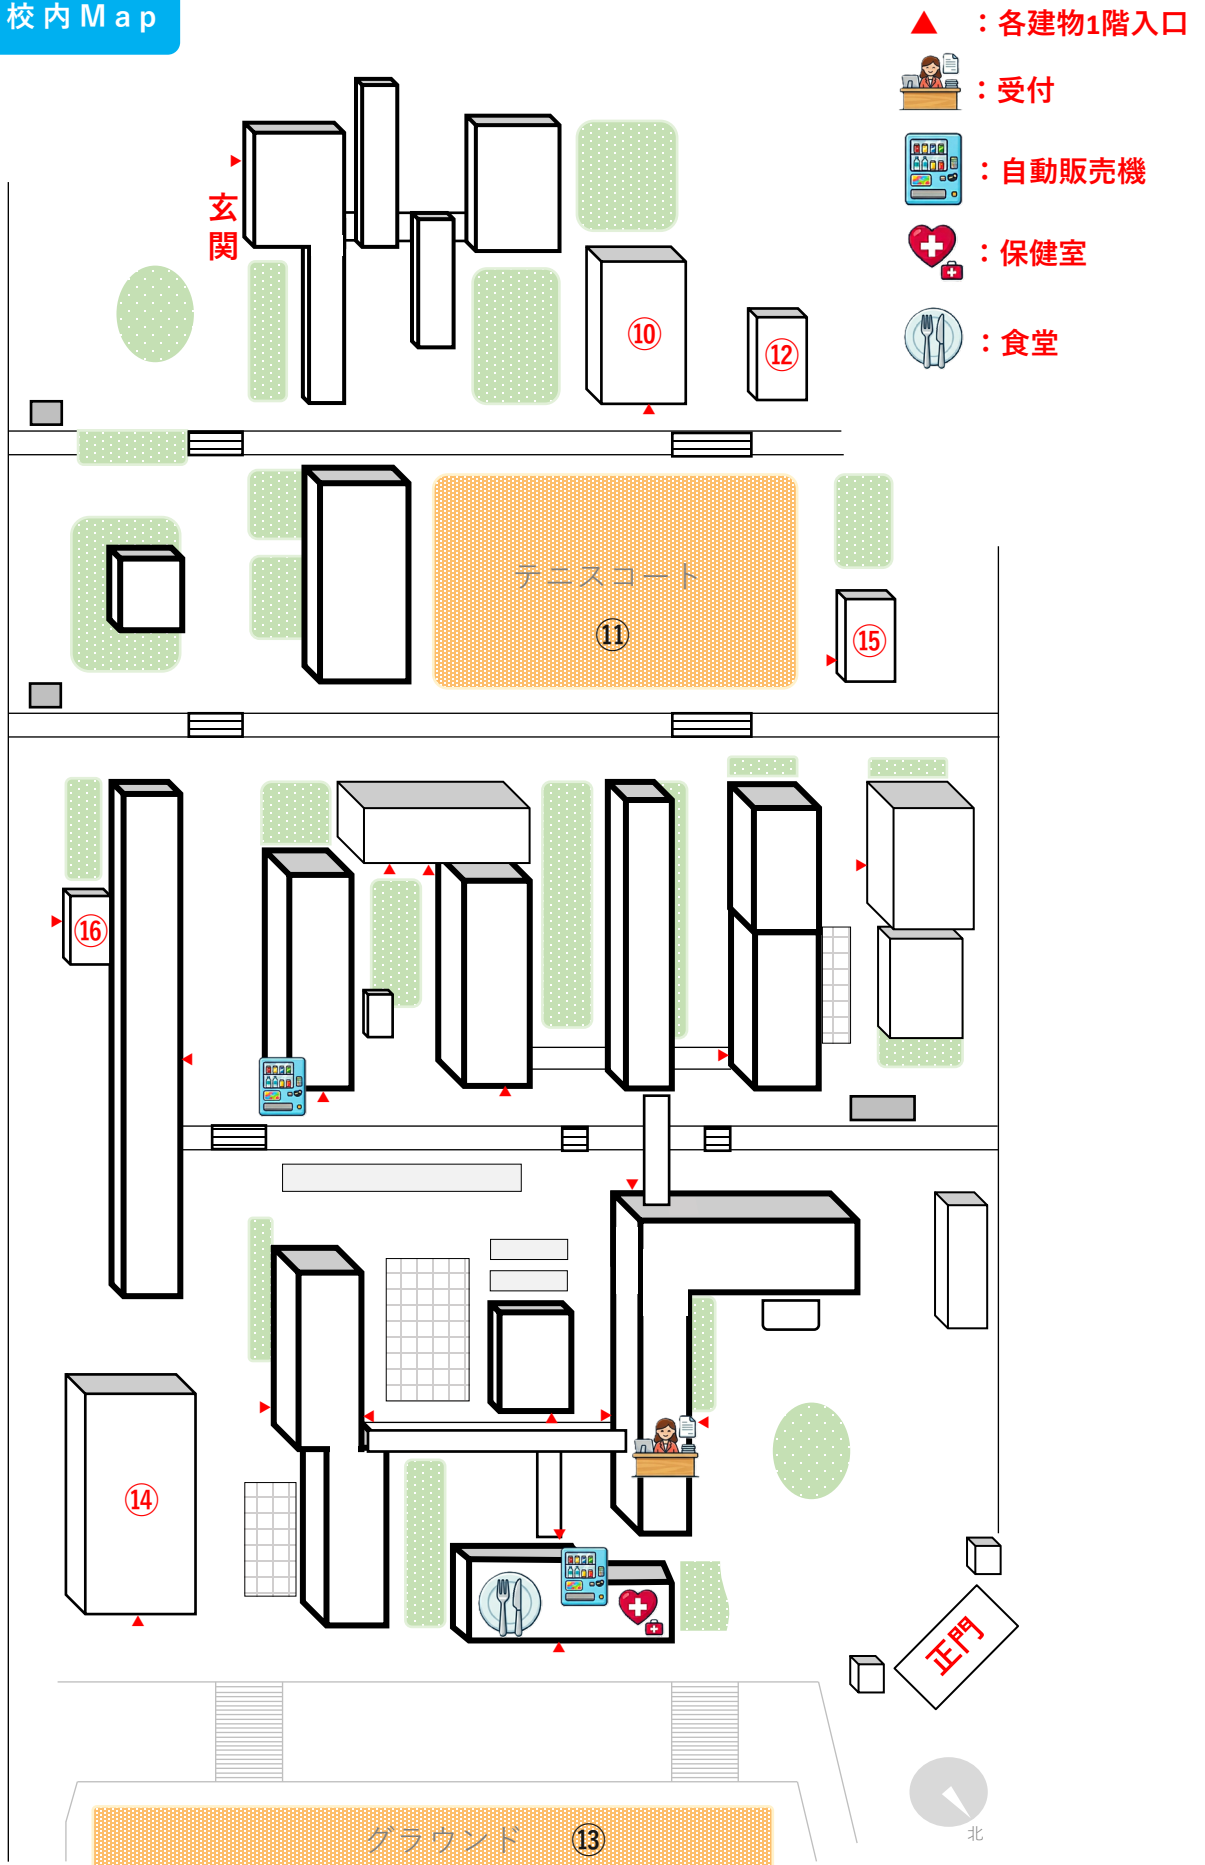 校内Map
：各建物1階入口
：受付
：自動販売機
：保健室
：食堂
玄
関
⑩
⑫
テニスコート
⑪
⑮
⑯
⑭
正門
北
グラウンド ⑬